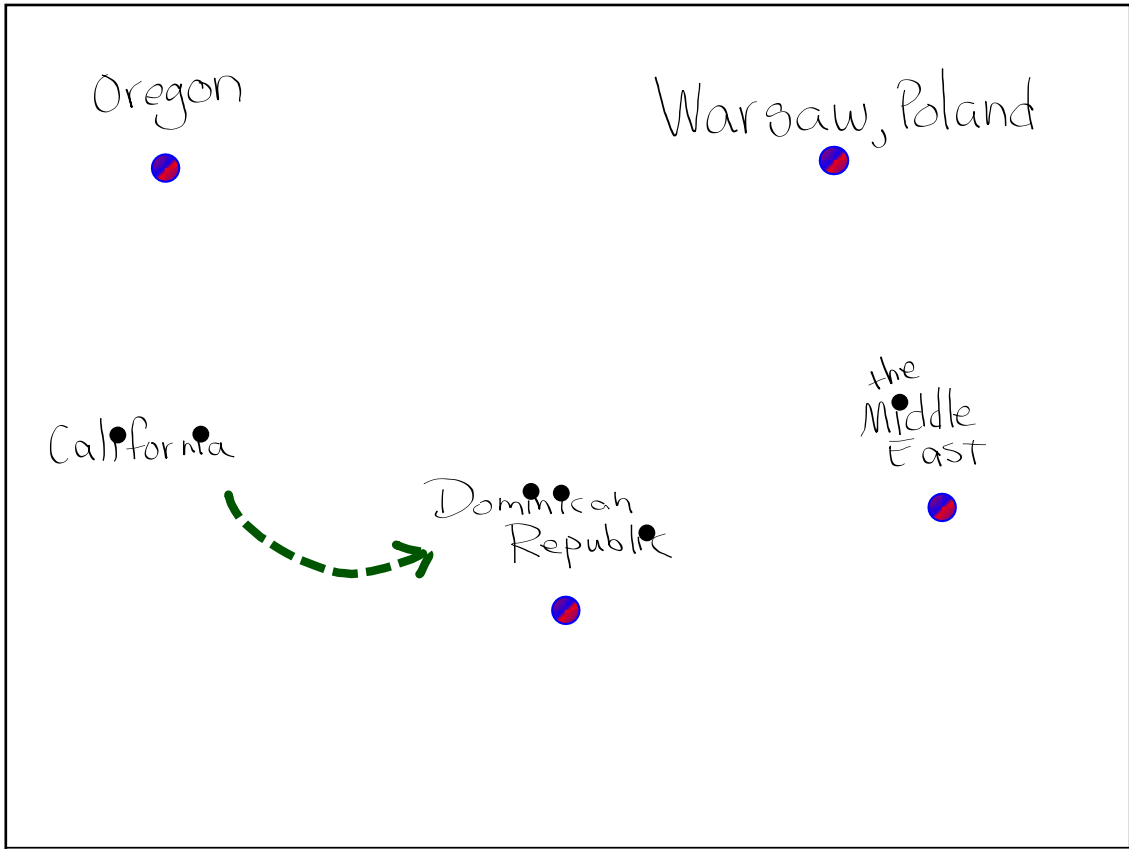 Oregon
Warsaw, Poland
the
Middle
East
California
Dominican
Republic